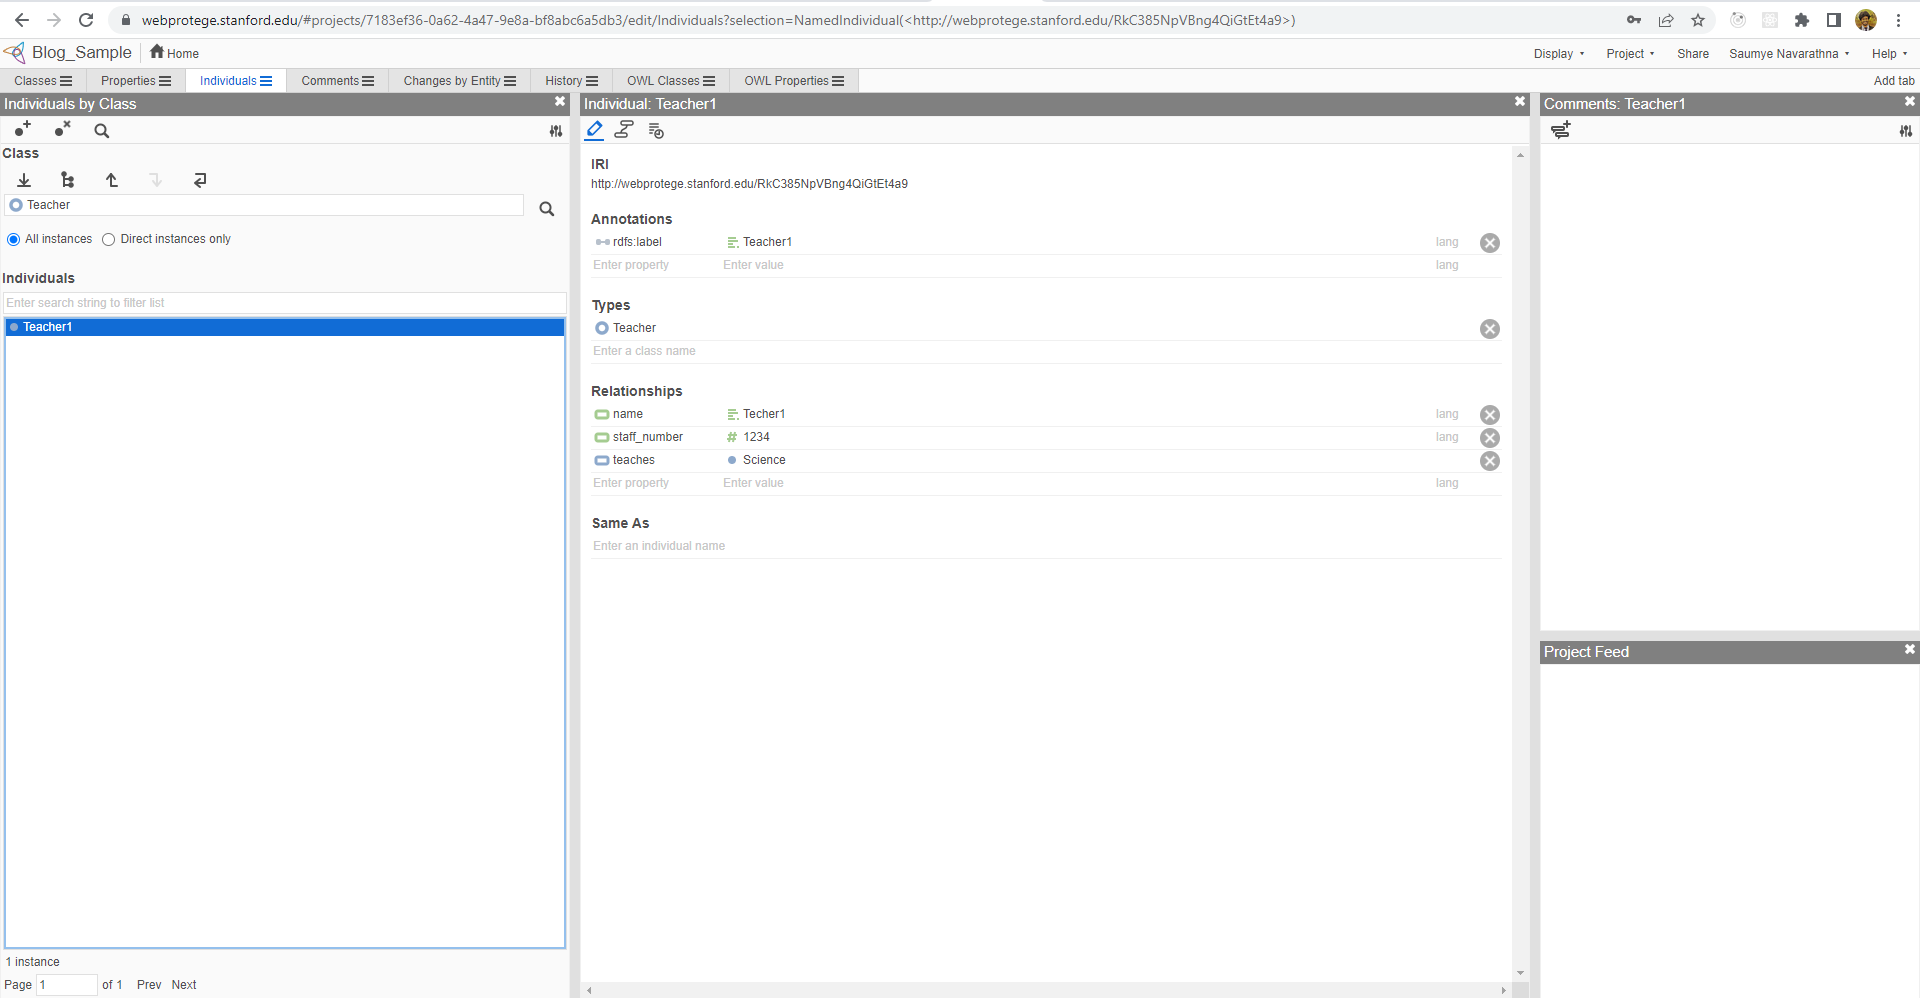 webprotege.stanford.edu/#projects/7183ef36-0a62-4a47-9e8a-bf8abc6a5db3/edit/Individuals?selection=NamedIndividual(<http://webprotege.stanford.edu/RkC385NpVBng4QiGtEt4a9>)
Blog_Sample Home Display Project Share Saumye Navarathna Help
Classes Properties Individuals Comments Changes by Entity History OWL Classes OWL Properties Add tab
Individuals by Class
Class
Teacher
All instances Direct instances only
Individuals
Enter search string to filter list
Teacher1
1 instance
Page 1 of 1 Prev Next
Individual: Teacher1
IRI
http://webprotege.stanford.edu/RkC385NpVBng4QiGtEt4a9
Annotations
rdfs:label Teacher1 lang
Enter property Enter value lang
Types
Teacher
Enter a class name
Relationships
name Techer1 lang
staff_number # 1234 lang
teaches Science
Enter property Enter value lang
Same As
Enter an individual name
Comments: Teacher1
Project Feed